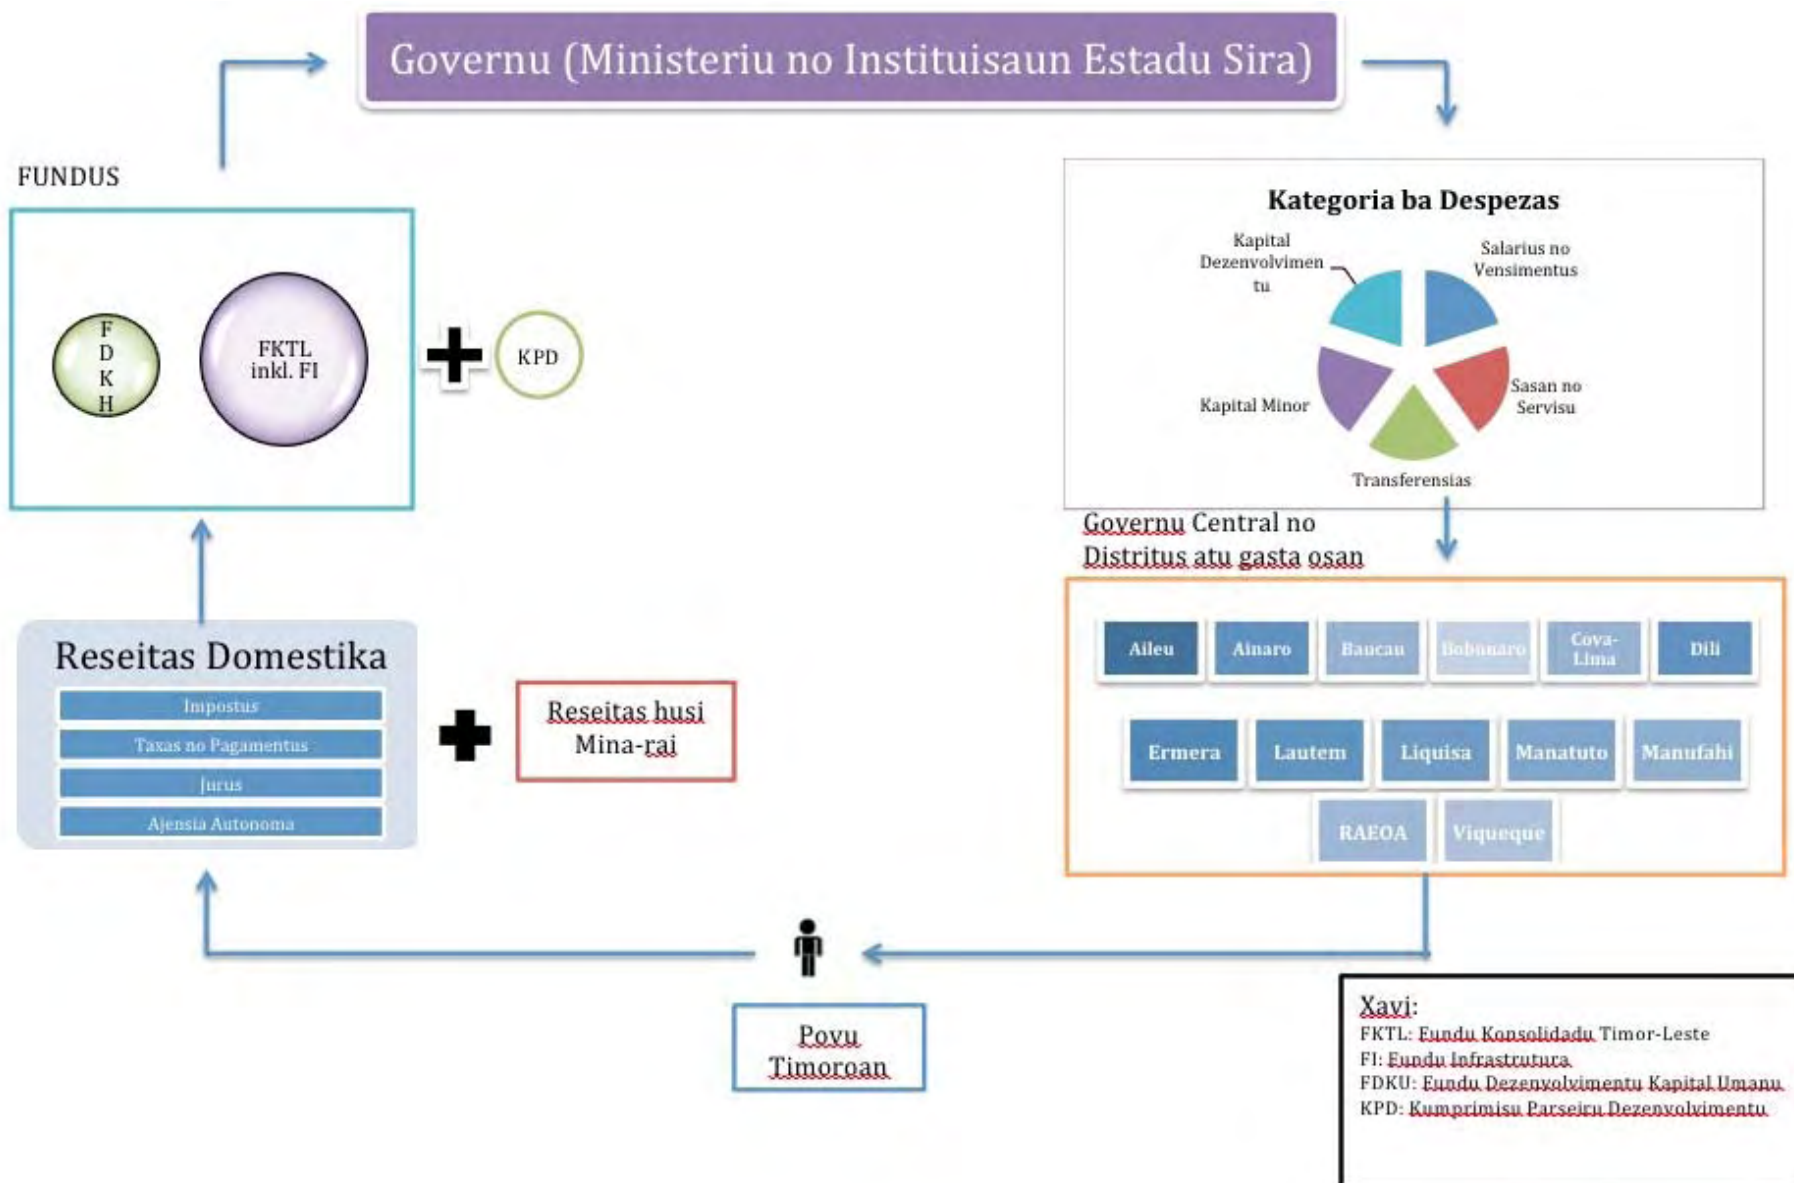 Governu (Ministeriu no Instituisaun Estadu Sira)
FUNDUS
F
D
K
H
FKTL
inkl. FI
KPD
Kategoria ba Despezas
Kapital
Dezenvolvimen
tu
Salarius no
Vensimentus
Kapital Minor
Sasan no
Servisu
Transferensias
Governu Central no
Distritus atu gasta osan
Aileu
Ainaro
Baucau
Bobonaro
Cova-
Lima
Dili
Ermera
Lautem
Liquisa
Manatuto
Manufahi
RAEOA
Viqueque
Reseitas Domestika
Impostus
Taxas no Pagamentus
Jurus
Ajensia Autonoma
Reseitas husi
Mina-rai
Povu
Timoroan
Xavi:
FKTL: Fundu Konsolidadu Timor-Leste
FI: Fundu Infrastrutura
FDKU: Fundu Dezenvolvimentu Kapital Umanu
KPD: Kumprimisu Parseiru Dezenvolvimentu